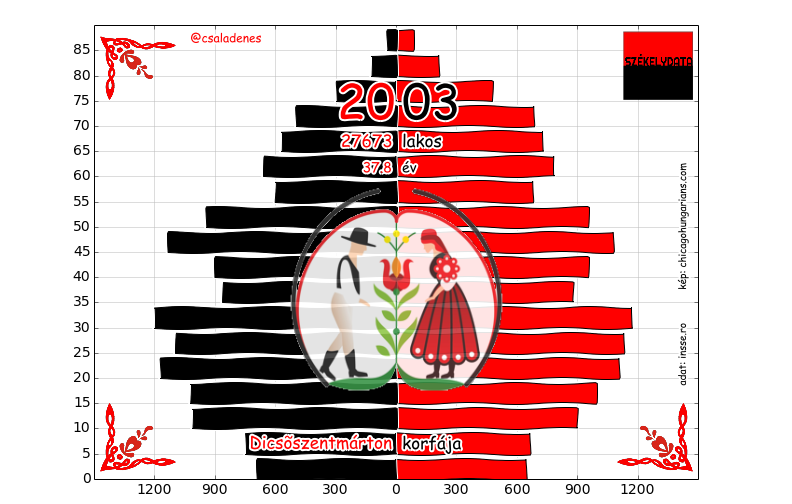 @csaladenes
SZÉKELYDATA
2003
27673 lakos
37.8 év
kép: chicagohungarians.com
adat: insse.ro
Dicsőszentmárton korfája
85
80
75
70
65
60
55
50
45
40
35
30
25
20
15
10
5
0
1200 900 600 300 0 300 600 900 1200